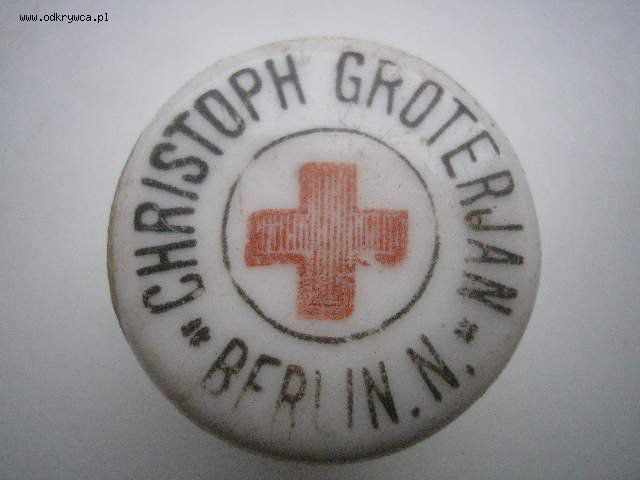 www.odkrywca.pl
CHRISTOPH GROTERJAN
* BERLIN.N. *